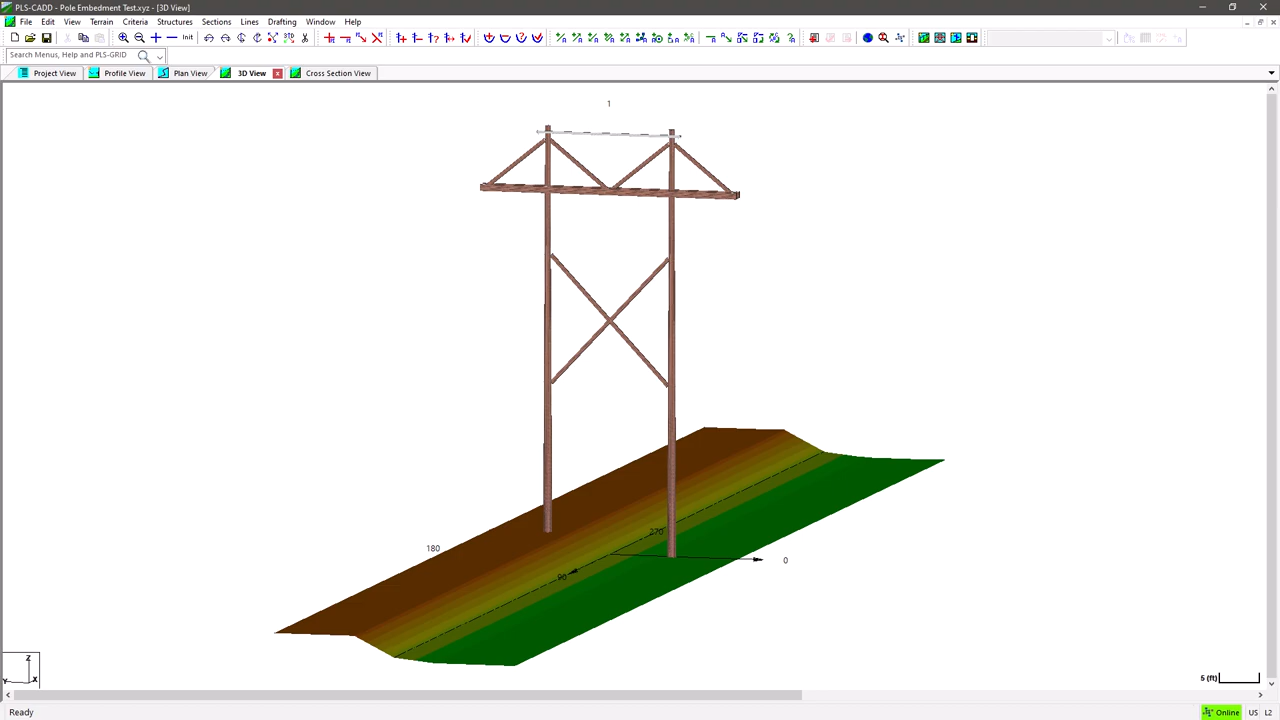 PLS-CADD - Pole Embedment Test.xyz - [3D View]
File Edit View Terrain Criteria Structures Sections Lines Drafting Window Help
Init
Search Menus, Help and PLS-GRID
Project View Profile View Plan View 3D View Cross Section View
1
270
180
0
90
Z
Y X
5 (ft)
Ready Online US L2